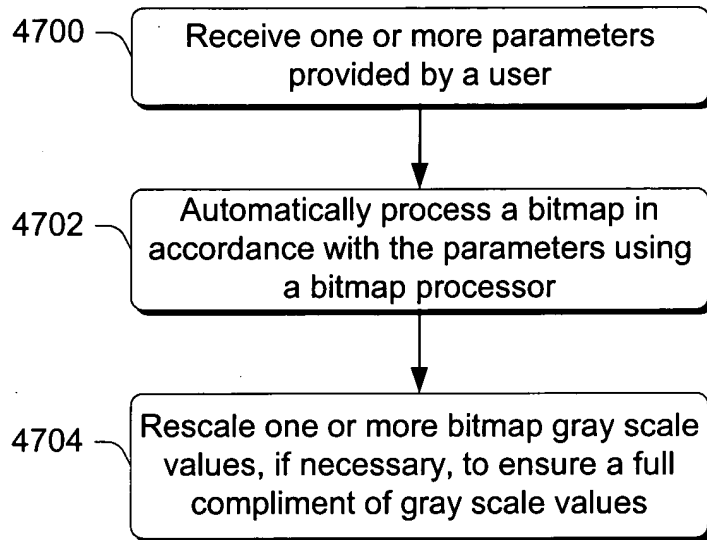 4700
Receive one or more parameters
provided by a user
4702
Automatically process a bitmap in
accordance with the parameters using
a bitmap processor
4704
Rescale one or more bitmap gray scale
values, if necessary, to ensure a full
compliment of gray scale values